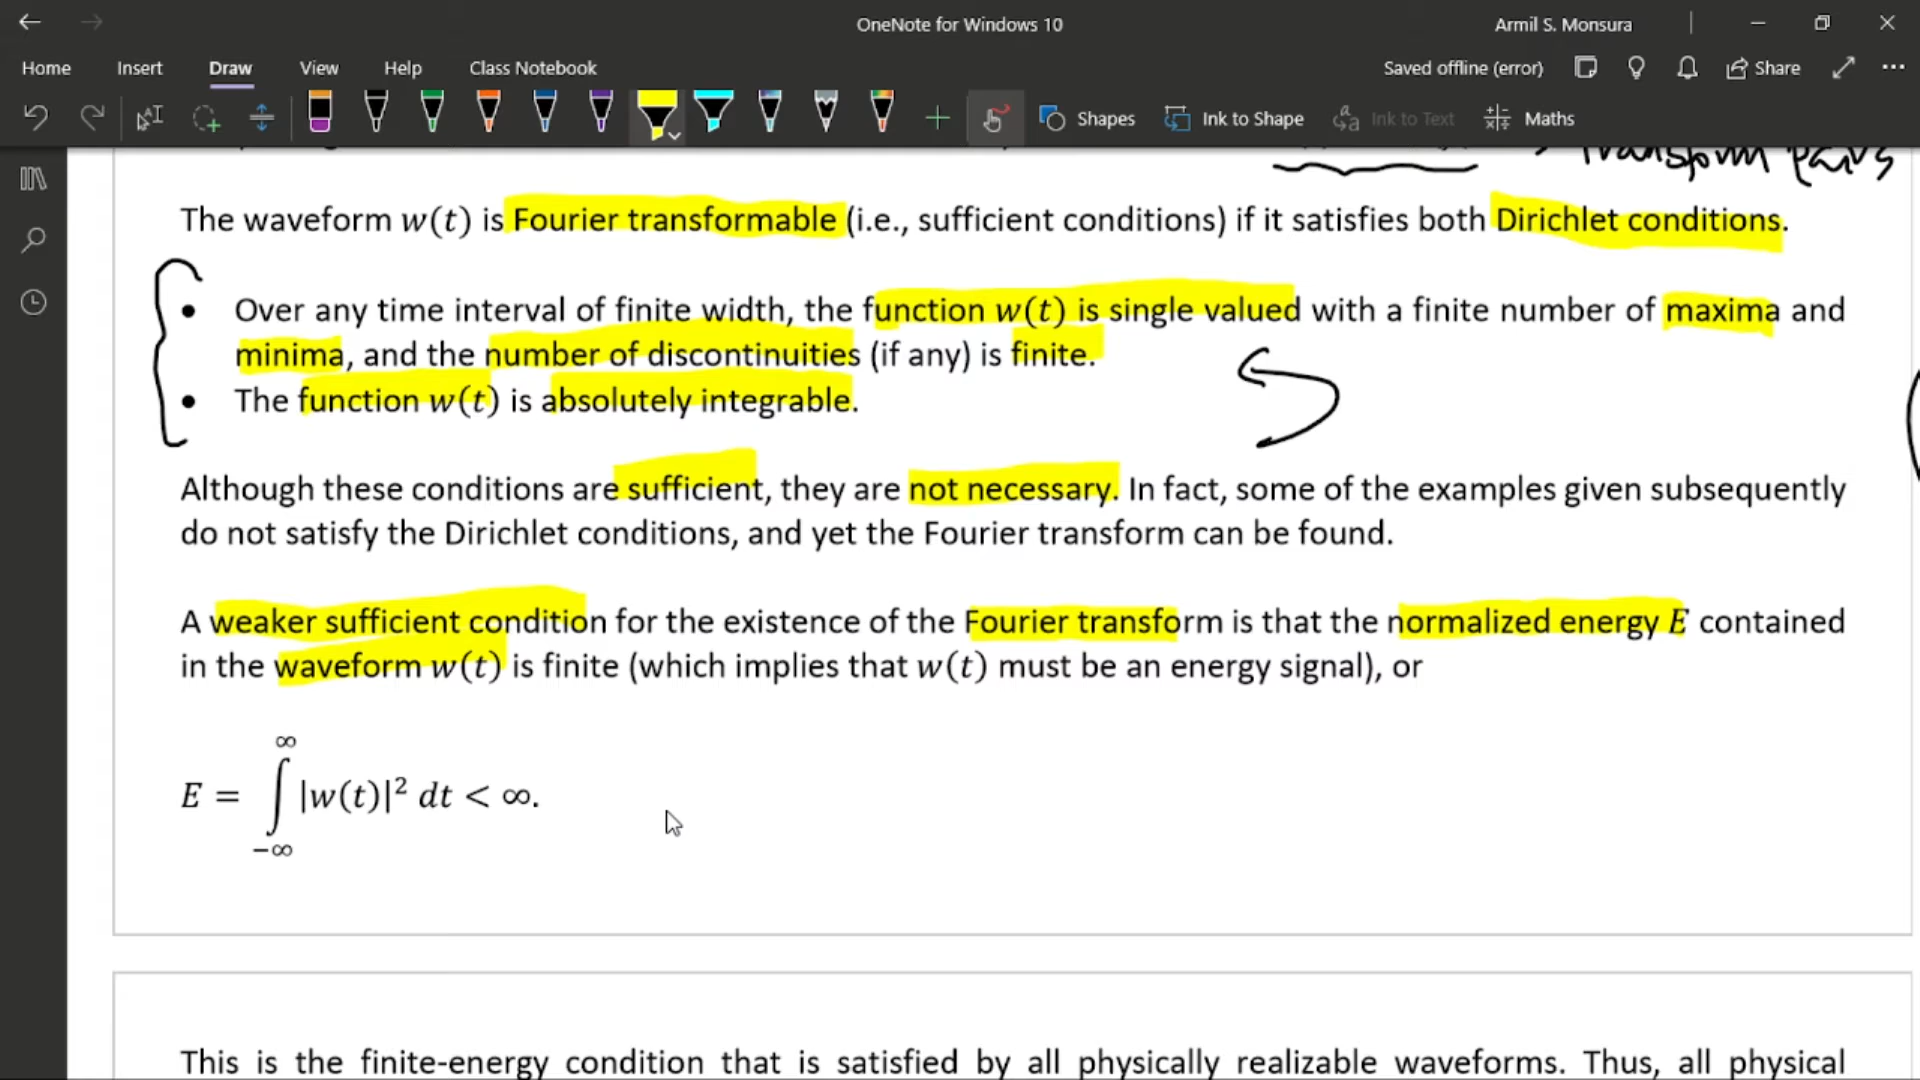 OneNote for Windows 10
Armil S. Monsura
Home Insert Draw View Help Class Notebook
Saved offline (error) Share
Shapes Ink to Shape Ink to Text Maths
Transform pairs
The waveform w(t) is Fourier transformable (i.e., sufficient conditions) if it satisfies both Dirichlet conditions.
• Over any time interval of finite width, the function w(t) is single valued with a finite number of maxima and
minima, and the number of discontinuities (if any) is finite.
• The function w(t) is absolutely integrable.
Although these conditions are sufficient, they are not necessary. In fact, some of the examples given subsequently
do not satisfy the Dirichlet conditions, and yet the Fourier transform can be found.
A weaker sufficient condition for the existence of the Fourier transform is that the normalized energy E contained
in the waveform w(t) is finite (which implies that w(t) must be an energy signal), or
∞
E = ∫ |w(t)|² dt < ∞.
−∞
This is the finite-energy condition that is satisfied by all physically realizable waveforms. Thus, all physical